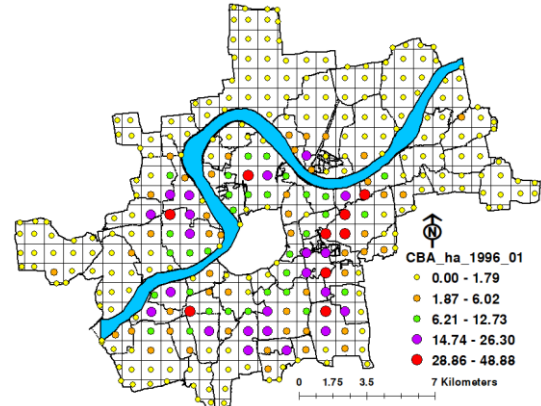 N
CBA_ha_1996_01
0.00 - 1.79
1.87 - 6.02
6.21 - 12.73
14.74 - 26.30
28.86 - 48.88
0 1.75 3.5 7 Kilometers